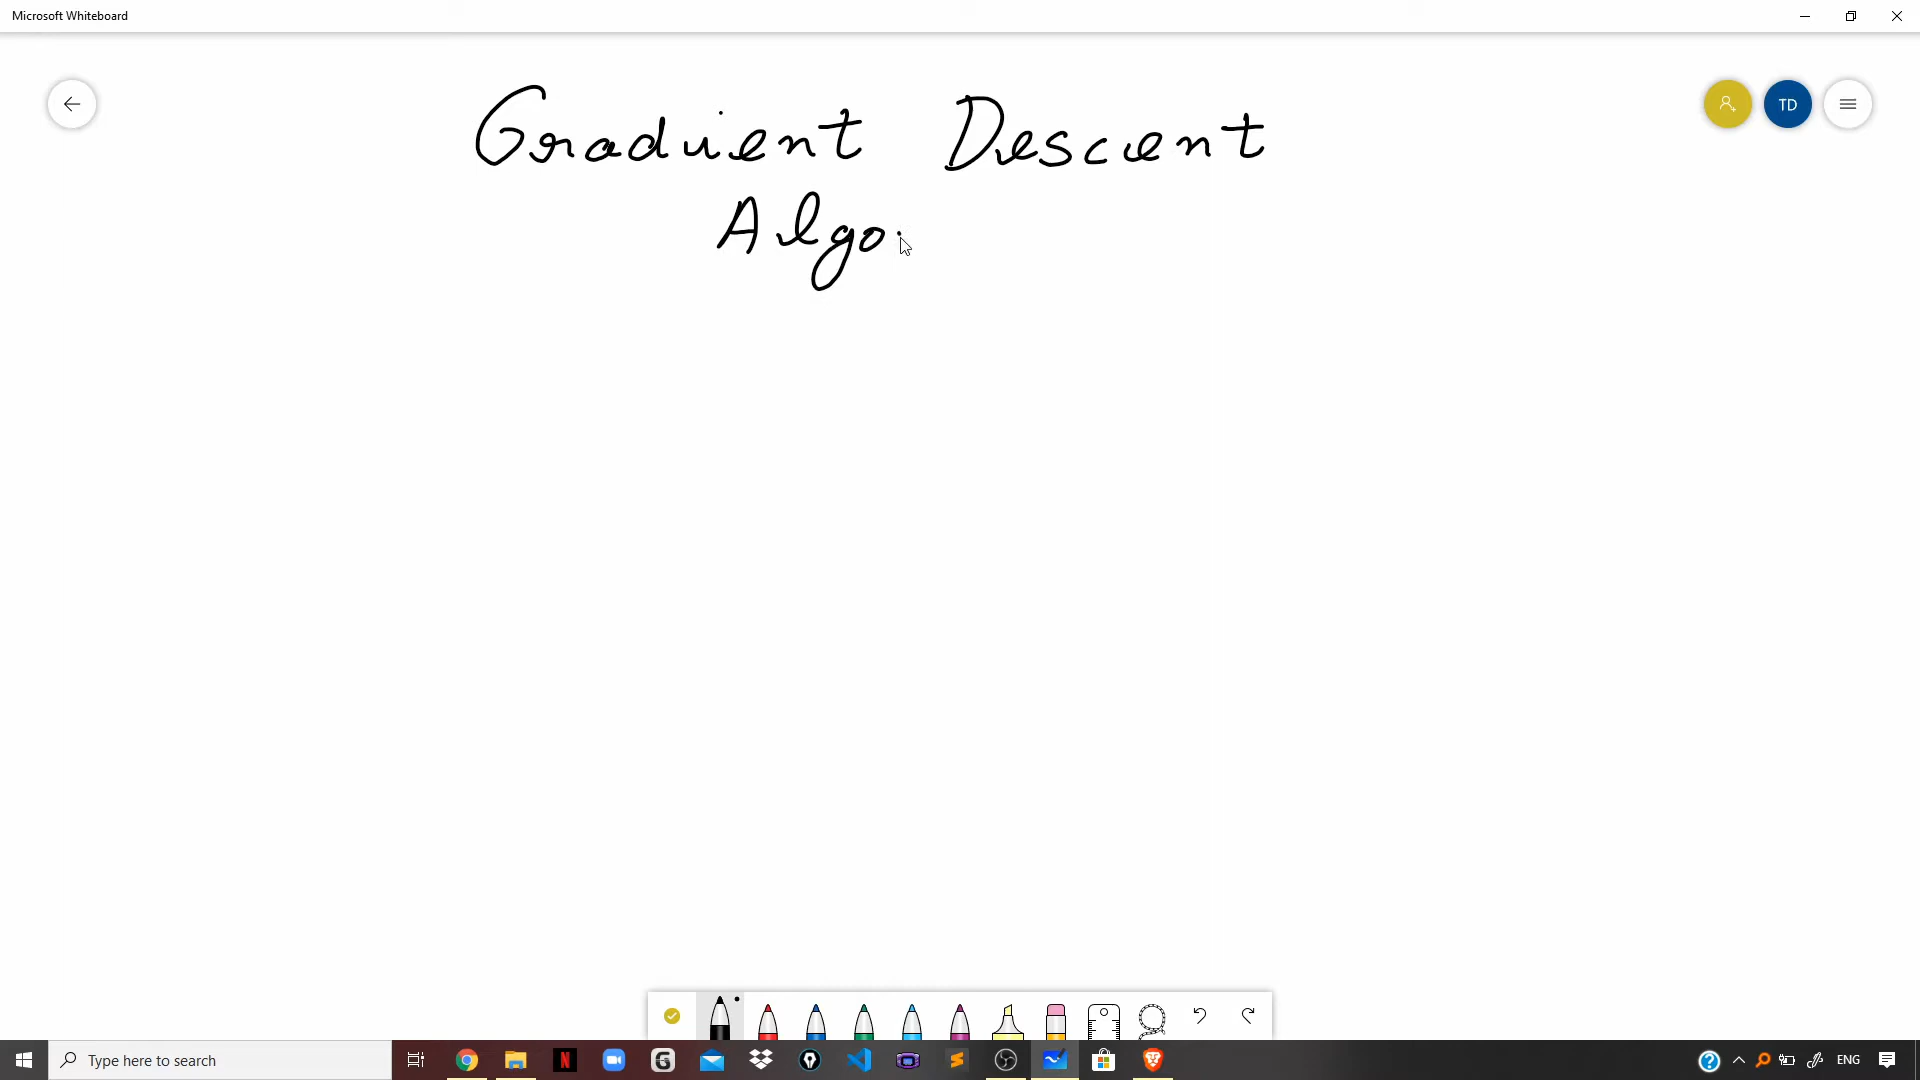 Microsoft Whiteboard
TD
Gradient Descent
Algo.
Type here to search
ENG